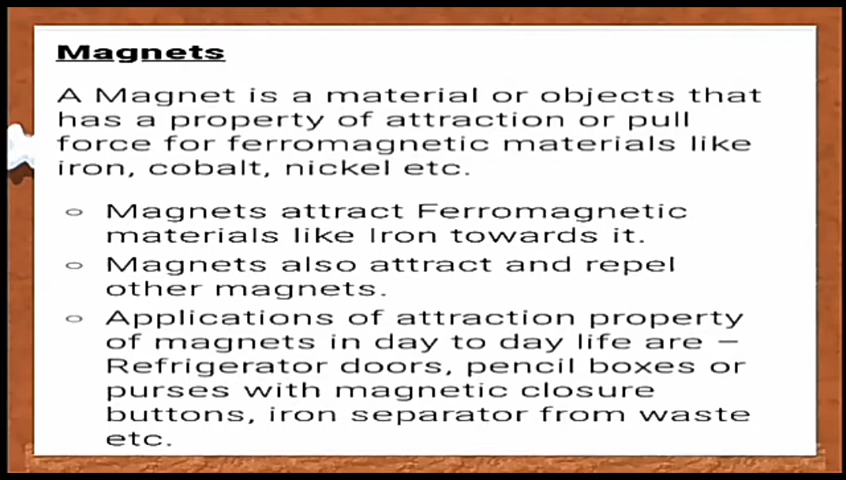 Magnets
A Magnet is a material or objects that
has a property of attraction or pull
force for ferromagnetic materials like
iron, cobalt, nickel etc.
○ Magnets attract Ferromagnetic
materials like Iron towards it.
○ Magnets also attract and repel
other magnets.
○ Applications of attraction property
of magnets in day to day life are –
Refrigerator doors, pencil boxes or
purses with magnetic closure
buttons, iron separator from waste
etc.